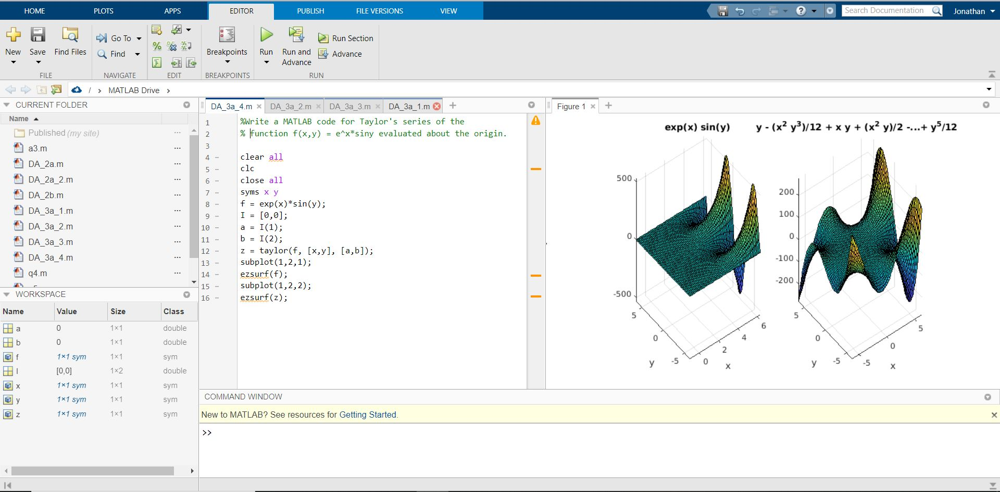 HOME PLOTS APPS EDITOR PUBLISH FILE VERSIONS VIEW Search Documentation Jonathan
New Save Find Files Go To Find Breakpoints Run Run and Advance Run Section Advance
FILE NAVIGATE EDIT BREAKPOINTS RUN
/ > MATLAB Drive >
CURRENT FOLDER
Name
Published (my site) ...
a3.m ...
DA_2a.m ...
DA_2a_2.m ...
DA_2b.m ...
DA_3a_1.m ...
DA_3a_2.m ...
DA_3a_3.m ...
DA_3a_4.m ...
q4.m ...
WORKSPACE
Name Value Size Class
a 0 1×1 double
b 0 1×1 double
f 1×1 sym 1×1 sym
I [0,0] 1×2 double
x 1×1 sym 1×1 sym
y 1×1 sym 1×1 sym
z 1×1 sym 1×1 sym
DA_3a_4.m DA_3a_2.m DA_3a_3.m DA_3a_1.m
1 %Write a MATLAB code for Taylor's series of the
2 % function f(x,y) = e^x*siny evaluated about the origin.
3
4 - clear all
5 - clc
6 - close all
7 - syms x y
8 - f = exp(x)*sin(y);
9 - I = [0,0];
10 - a = I(1);
11 - b = I(2);
12 - z = taylor(f, [x,y], [a,b]);
13 - subplot(1,2,1);
14 - ezsurf(f);
15 - subplot(1,2,2);
16 - ezsurf(z);
Figure 1
exp(x) sin(y)
500
0
-500
5
0
-5
y
0
2
4
6
x
y - (x² y³)/12 + x y + (x² y)/2 -...+ y⁵/12
200
100
0
-100
-200
5
0
-5
y
-5
0
5
x
COMMAND WINDOW
New to MATLAB? See resources for Getting Started.
>>